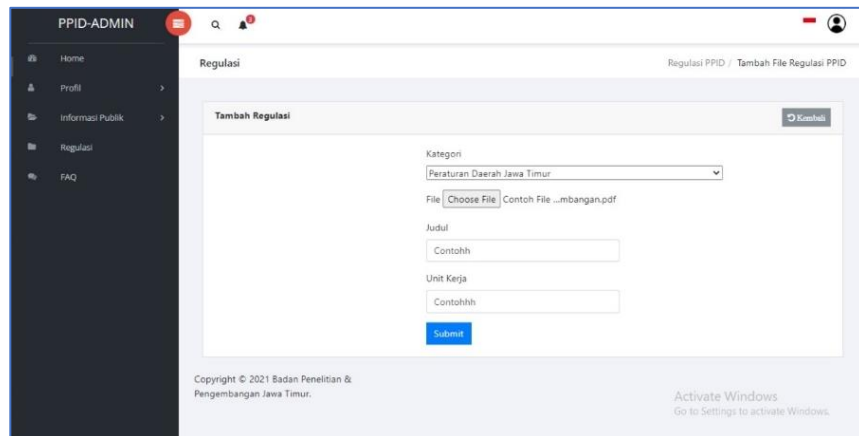 PPID-ADMIN
2
Home
Regulasi
Regulasi PPID / Tambah File Regulasi PPID
Profil
Informasi Publik
Regulasi
FAQ
Tambah Regulasi
Kembali
Kategori
Peraturan Daerah Jawa Timur
File Choose File Contoh File ...mbangan.pdf
Judul
Contohh
Unit Kerja
Contohhh
Submit
Copyright © 2021 Badan Penelitian &
Pengembangan Jawa Timur.
Activate Windows
Go to Settings to activate Windows.